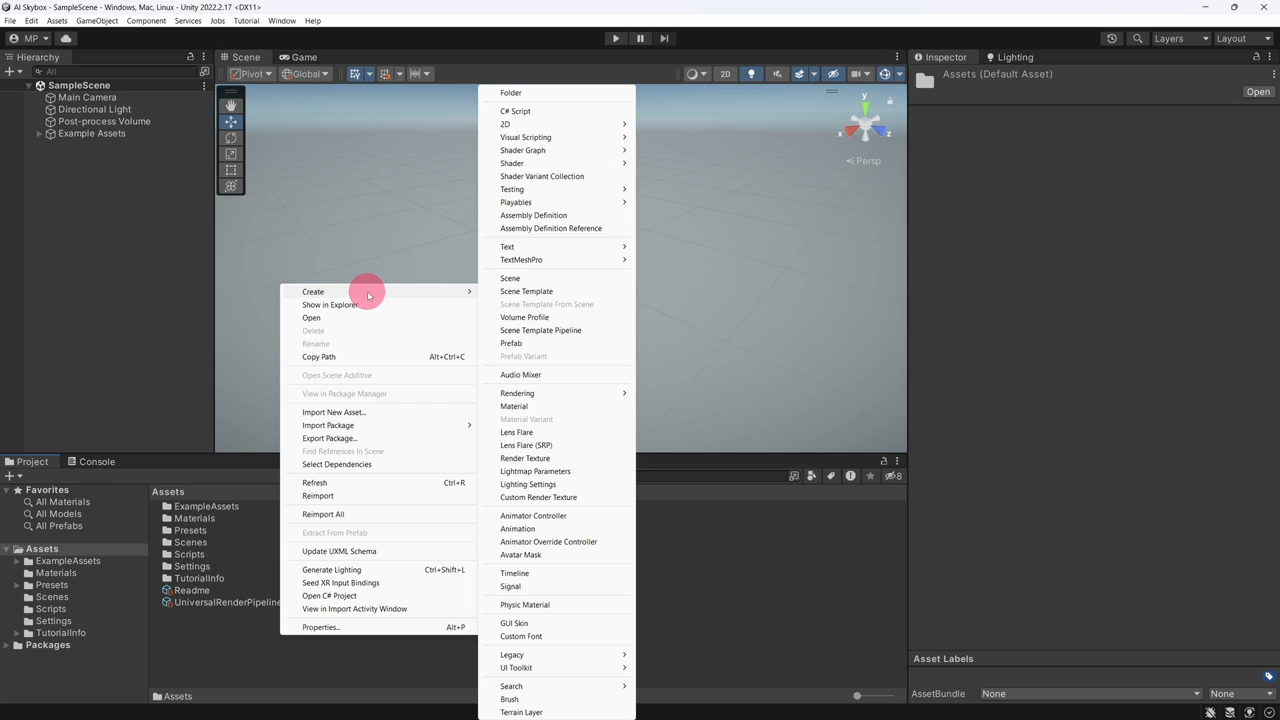 AI Skybox - SampleScene - Windows, Mac, Linux - Unity 2022.2.17 <DX11>
File Edit Assets GameObject Component Services Jobs Tutorial Window Help
MP
Layers
Layout
Hierarchy
All
SampleScene
Main Camera
Directional Light
Post-process Volume
Example Assets
Scene
Game
Pivot
Global
2D
y
x
z
Persp
Inspector
Lighting
Assets (Default Asset)
Open
Create
Show in Explorer
Open
Delete
Rename
Copy Path Alt+Ctrl+C
Open Scene Additive
View in Package Manager
Import New Asset...
Import Package
Export Package...
Find References In Scene
Select Dependencies
Refresh Ctrl+R
Reimport
Reimport All
Extract From Prefab
Update UXML Schema
Generate Lighting Ctrl+Shift+L
Seed XR Input Bindings
Open C# Project
View in Import Activity Window
Properties... Alt+P
Folder
C# Script
2D
Visual Scripting
Shader Graph
Shader
Shader Variant Collection
Testing
Playables
Assembly Definition
Assembly Definition Reference
Text
TextMeshPro
Scene
Scene Template
Scene Template From Scene
Volume Profile
Scene Template Pipeline
Prefab
Prefab Variant
Audio Mixer
Rendering
Material
Material Variant
Lens Flare
Lens Flare (SRP)
Render Texture
Lightmap Parameters
Lighting Settings
Custom Render Texture
Animator Controller
Animation
Animator Override Controller
Avatar Mask
Timeline
Signal
Physic Material
GUI Skin
Custom Font
Legacy
UI Toolkit
Search
Brush
Terrain Layer
Project
Console
8
Favorites
All Materials
All Models
All Prefabs
Assets
ExampleAssets
Materials
Presets
Scenes
Scripts
Settings
TutorialInfo
Packages
Assets
ExampleAssets
Materials
Presets
Scenes
Scripts
Settings
TutorialInfo
Readme
UniversalRenderPipeline
Assets
Asset Labels
AssetBundle None None